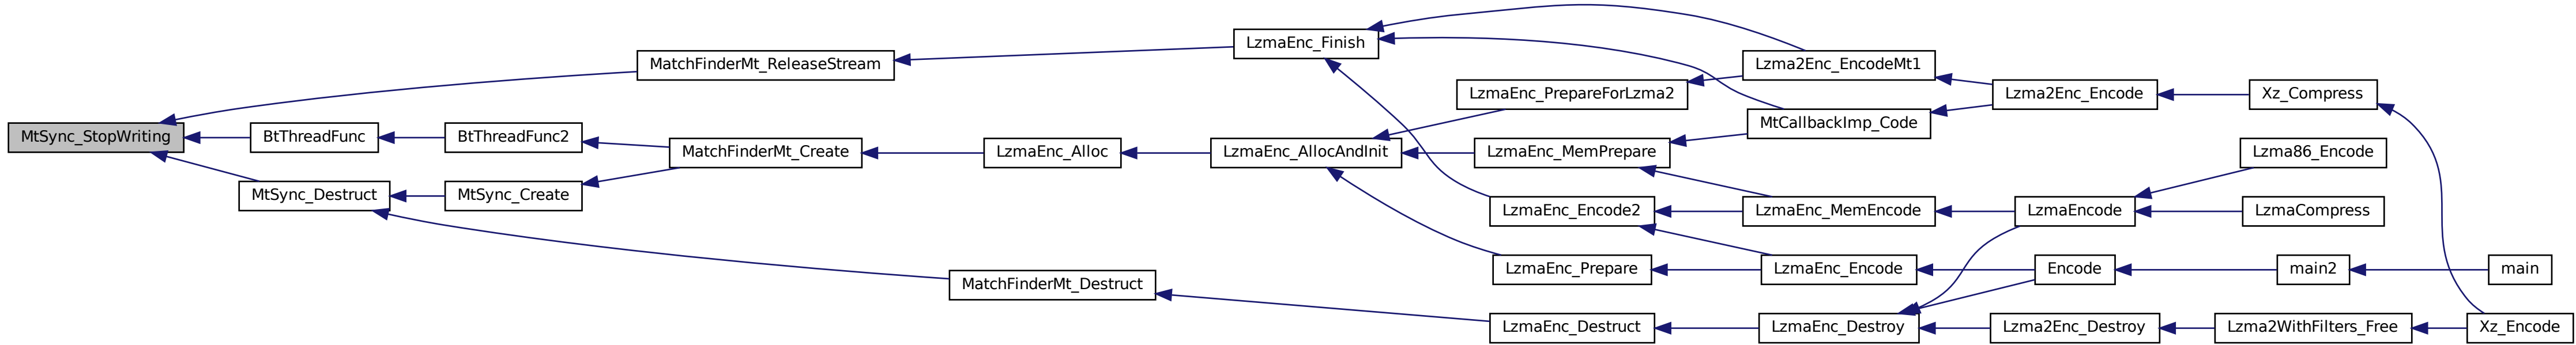 MtSync_StopWriting
MatchFinderMt_ReleaseStream
BtThreadFunc
MtSync_Destruct
BtThreadFunc2
MtSync_Create
MatchFinderMt_Create
MatchFinderMt_Destruct
LzmaEnc_Alloc
LzmaEnc_Finish
LzmaEnc_AllocAndInit
LzmaEnc_PrepareForLzma2
LzmaEnc_MemPrepare
LzmaEnc_Encode2
LzmaEnc_Prepare
LzmaEnc_Destruct
Lzma2Enc_EncodeMt1
MtCallbackImp_Code
LzmaEnc_MemEncode
LzmaEnc_Encode
LzmaEnc_Destroy
Lzma2Enc_Encode
LzmaEncode
Encode
Lzma2Enc_Destroy
Xz_Compress
Lzma86_Encode
LzmaCompress
main2
Lzma2WithFilters_Free
main
Xz_Encode